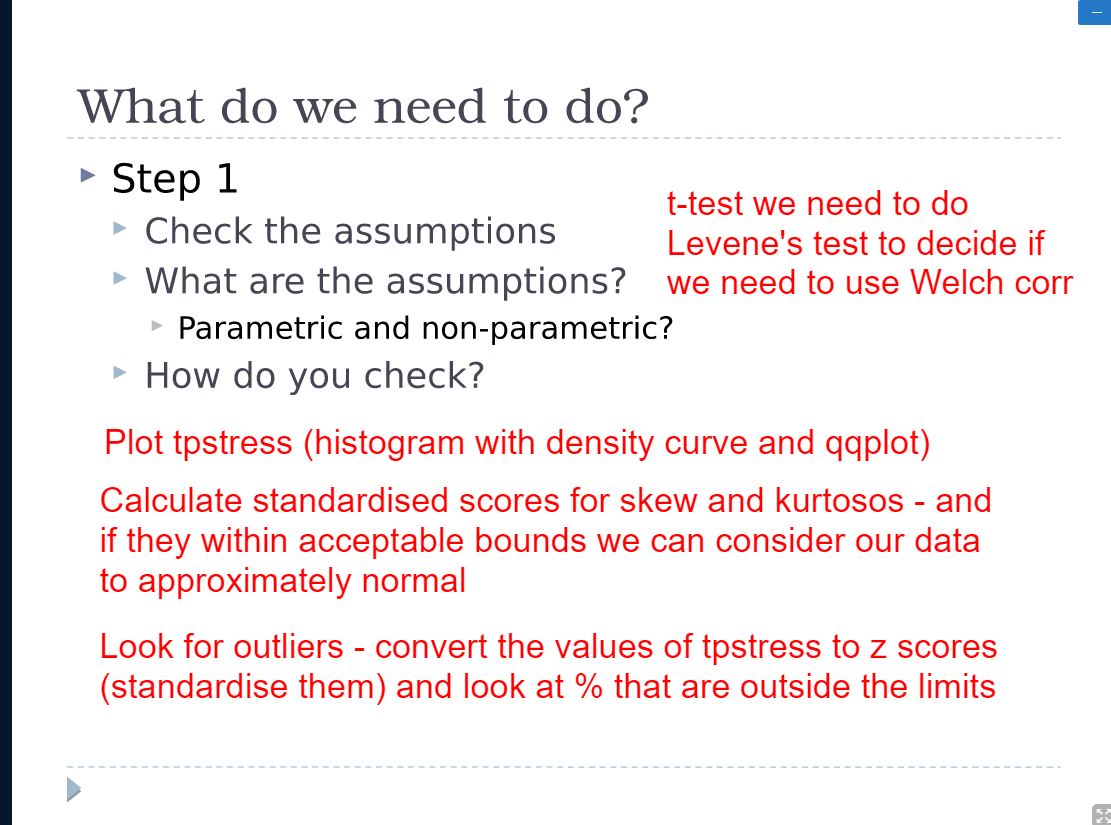 What do we need to do?
Step 1
Check the assumptions
What are the assumptions?
Parametric and non-parametric?
How do you check?
t-test we need to do
Levene's test to decide if
we need to use Welch corr
Plot tpstress (histogram with density curve and qqplot)
Calculate standardised scores for skew and kurtosos - and
if they within acceptable bounds we can consider our data
to approximately normal
Look for outliers - convert the values of tpstress to z scores
(standardise them) and look at % that are outside the limits